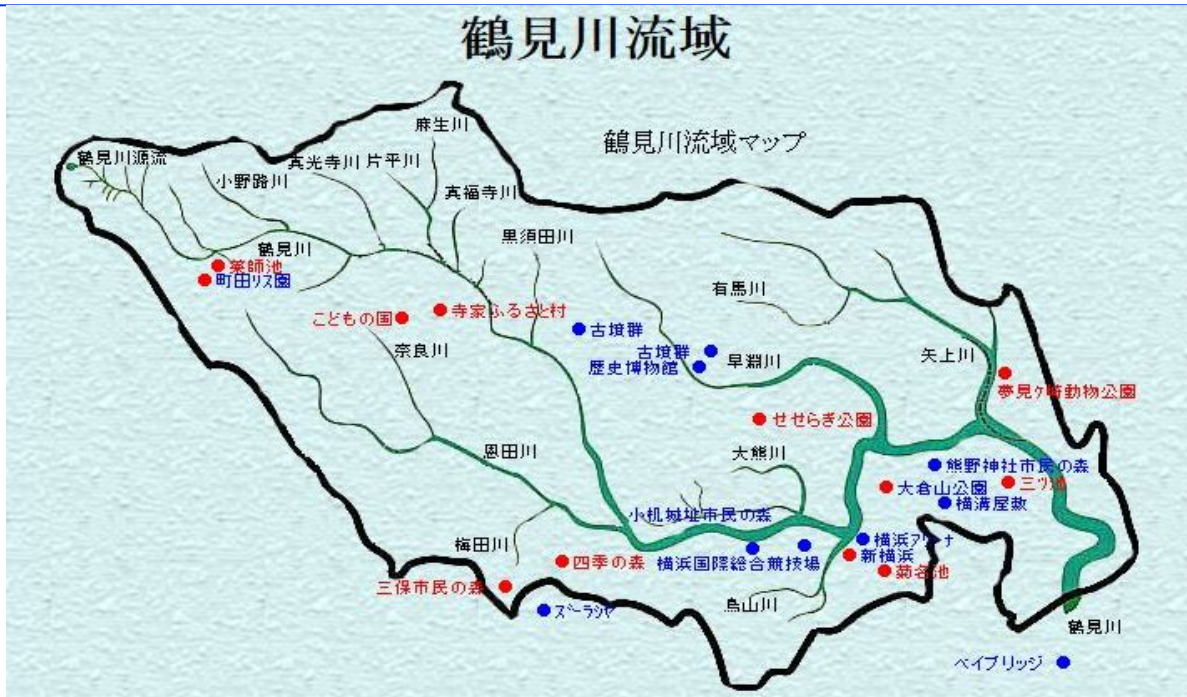 鶴見川流域
鶴見川流域マップ
麻生川
鶴見川源流
真光寺川
片平川
小野路川
真福寺川
黒須田川
鶴見川
薬師池
町田リス園
有馬川
こどもの国
寺家ふるさと村
古墳群
奈良川
古墳群
歴史博物館
早淵川
矢上川
夢見ヶ崎動物公園
せせらぎ公園
恩田川
大熊川
熊野神社市民の森
三ツ池
大倉山公園
横溝屋敷
小机城址市民の森
梅田川
横浜アリーナ
新横浜
四季の森
横浜国際総合競技場
菊名池
三保市民の森
ズーラシヤ
鳥山川
鶴見川
ベイブリッジ